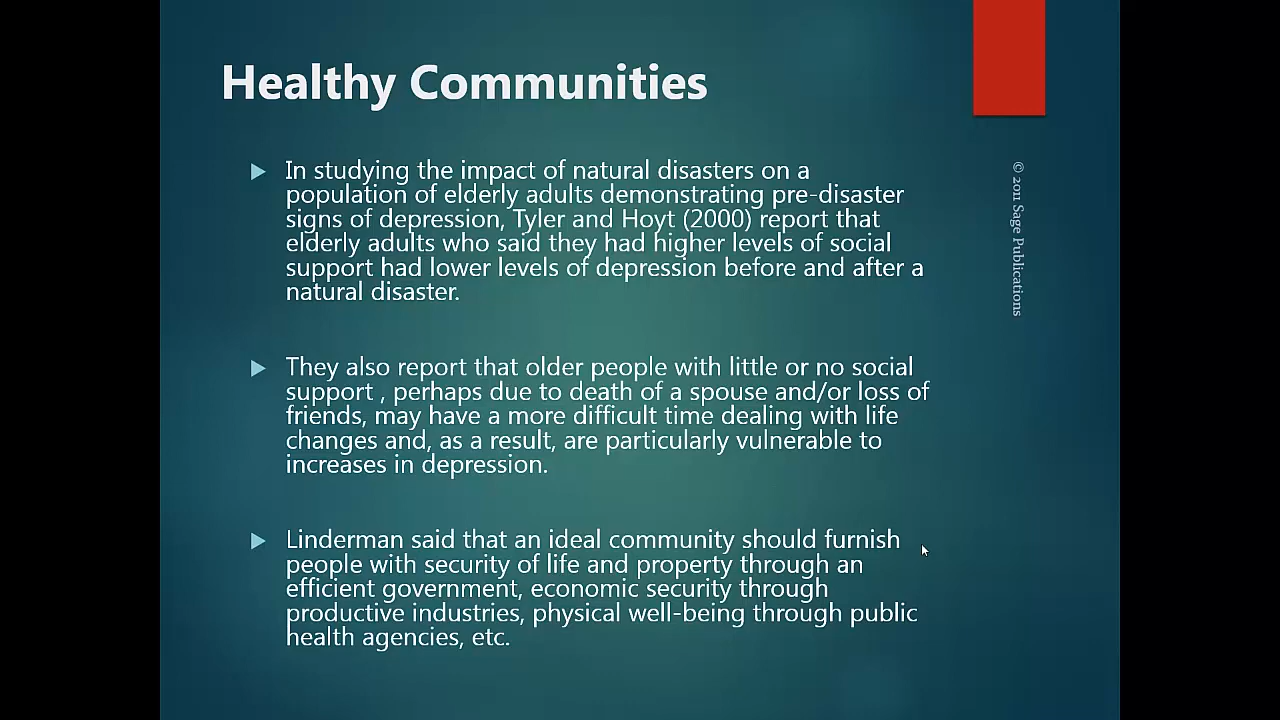 Healthy Communities
In studying the impact of natural disasters on a
population of elderly adults demonstrating pre-disaster
signs of depression, Tyler and Hoyt (2000) report that
elderly adults who said they had higher levels of social
support had lower levels of depression before and after a
natural disaster.
They also report that older people with little or no social
support , perhaps due to death of a spouse and/or loss of
friends, may have a more difficult time dealing with life
changes and, as a result, are particularly vulnerable to
increases in depression.
Linderman said that an ideal community should furnish
people with security of life and property through an
efficient government, economic security through
productive industries, physical well-being through public
health agencies, etc.
© 2011 Sage Publications